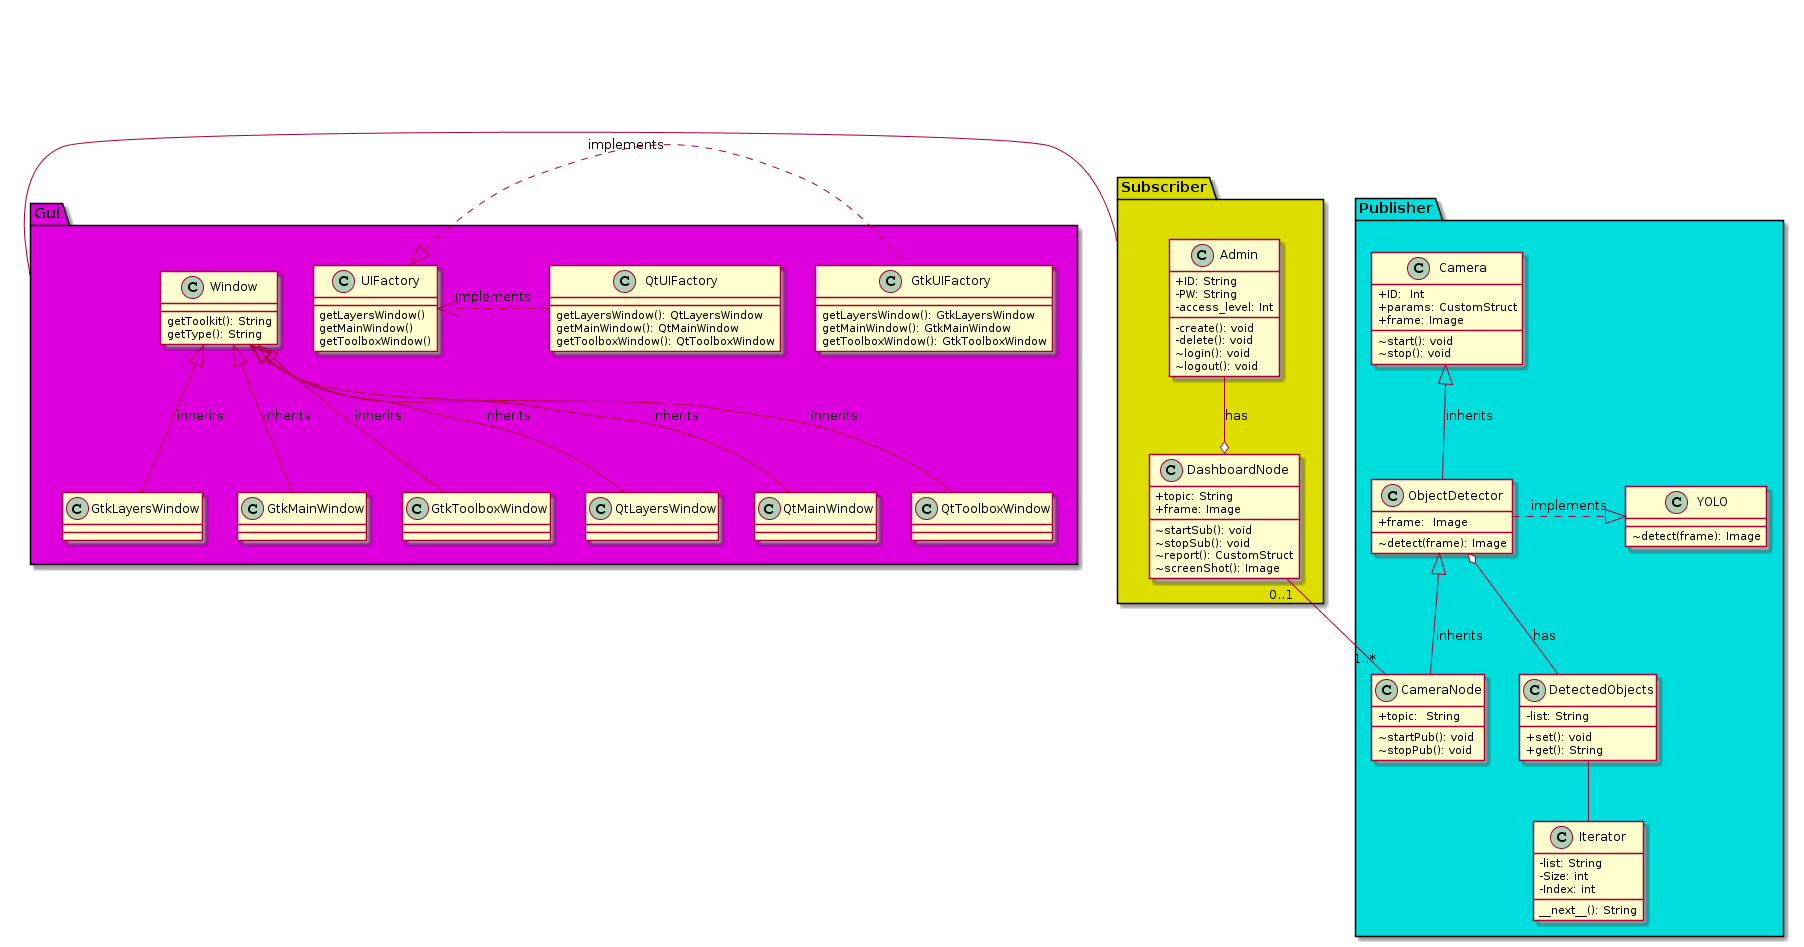 implements
Subscriber
Publisher
Gui
C Window
getToolkit(): String
getType(): String
C UIFactory
getLayersWindow()
getMainWindow()
getToolboxWindow()
implements
C QtUIFactory
getLayersWindow(): QtLayersWindow
getMainWindow(): QtMainWindow
getToolboxWindow(): QtToolboxWindow
C GtkUIFactory
getLayersWindow(): GtkLayersWindow
getMainWindow(): GtkMainWindow
getToolboxWindow(): GtkToolboxWindow
inherits
inherits
inherits
inherits
inherits
inherits
C GtkLayersWindow
C GtkMainWindow
C GtkToolboxWindow
C QtLayersWindow
C QtMainWindow
C QtToolboxWindow
C Admin
+ID: String
-PW: String
-access_level: Int
-create(): void
-delete(): void
~login(): void
~logout(): void
has
C DashboardNode
+topic: String
+frame: Image
~startSub(): void
~stopSub(): void
~report(): CustomStruct
~screenShot(): Image
0..1
1..*
C Camera
+ID: Int
+params: CustomStruct
+frame: Image
~start(): void
~stop(): void
inherits
C ObjectDetector
+frame: Image
~detect(frame): Image
implements
C YOLO
~detect(frame): Image
inherits
has
C CameraNode
+topic: String
~startPub(): void
~stopPub(): void
C DetectedObjects
-list: String
+set(): void
+get(): String
C Iterator
-list: String
-Size: int
-Index: int
__next__(): String